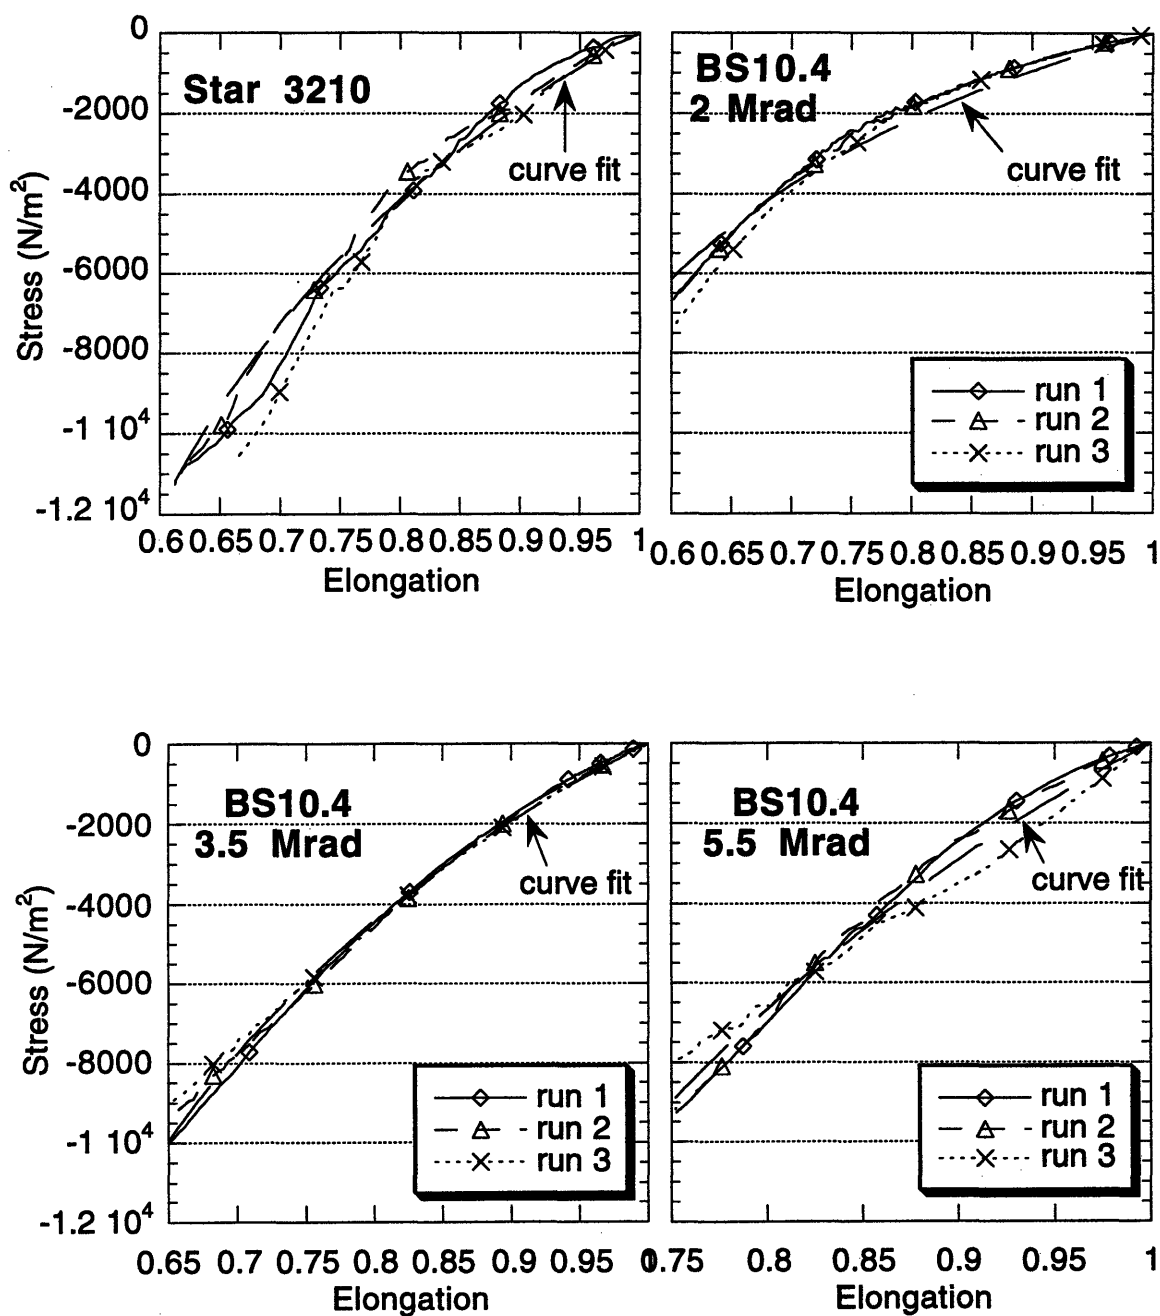 Star 3210
curve fit
Stress (N/m²)
0
-2000
-4000
-6000
-8000
-1 10⁴
-1.2 10⁴
0.6 0.65 0.7 0.75 0.8 0.85 0.9 0.95 1
Elongation
BS10.4
2 Mrad
curve fit
run 1
run 2
run 3
0.6 0.65 0.7 0.75 0.8 0.85 0.9 0.95 1
Elongation
BS10.4
3.5 Mrad
curve fit
Stress (N/m²)
0
-2000
-4000
-6000
-8000
-1 10⁴
-1.2 10⁴
run 1
run 2
run 3
0.65 0.7 0.75 0.8 0.85 0.9 0.95 1
Elongation
BS10.4
5.5 Mrad
curve fit
run 1
run 2
run 3
0.75 0.8 0.85 0.9 0.95 1
Elongation